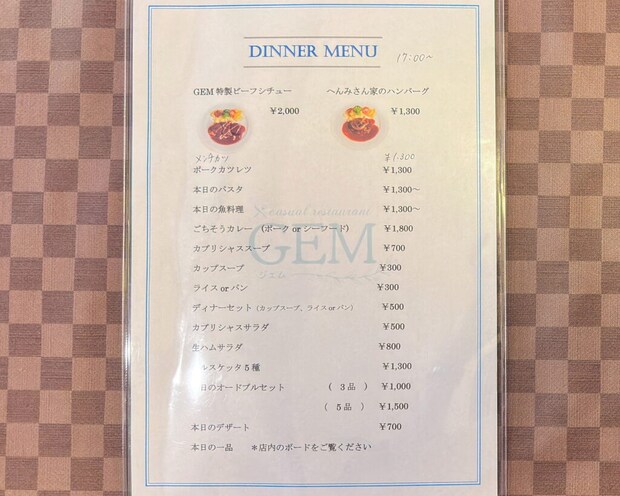 DINNER MENU
17:00〜
GEM 特製ビーフシチュー ¥2,000
へんみさん家のハンバーグ ¥1,300
メンチカツ ¥1,300
ポークカツレツ ¥1,300
本日のパスタ ¥1,300〜
本日の魚料理 ¥1,300〜
casual restaurant
GEM
ジェム
ごちそうカレー (ポーク or シーフード) ¥1,800
カプリシャススープ ¥700
カップスープ ¥300
ライス or パン ¥300
ディナーセット (カップスープ、ライス or パン) ¥500
カプリシャスサラダ ¥500
生ハムサラダ ¥800
ルスケッタ 5 種 ¥1,300
日のオードブルセット ( 3品 ) ¥1,000
( 5品 ) ¥1,500
本日のデザート ¥700
本日の一品 *店内のボードをご覧ください